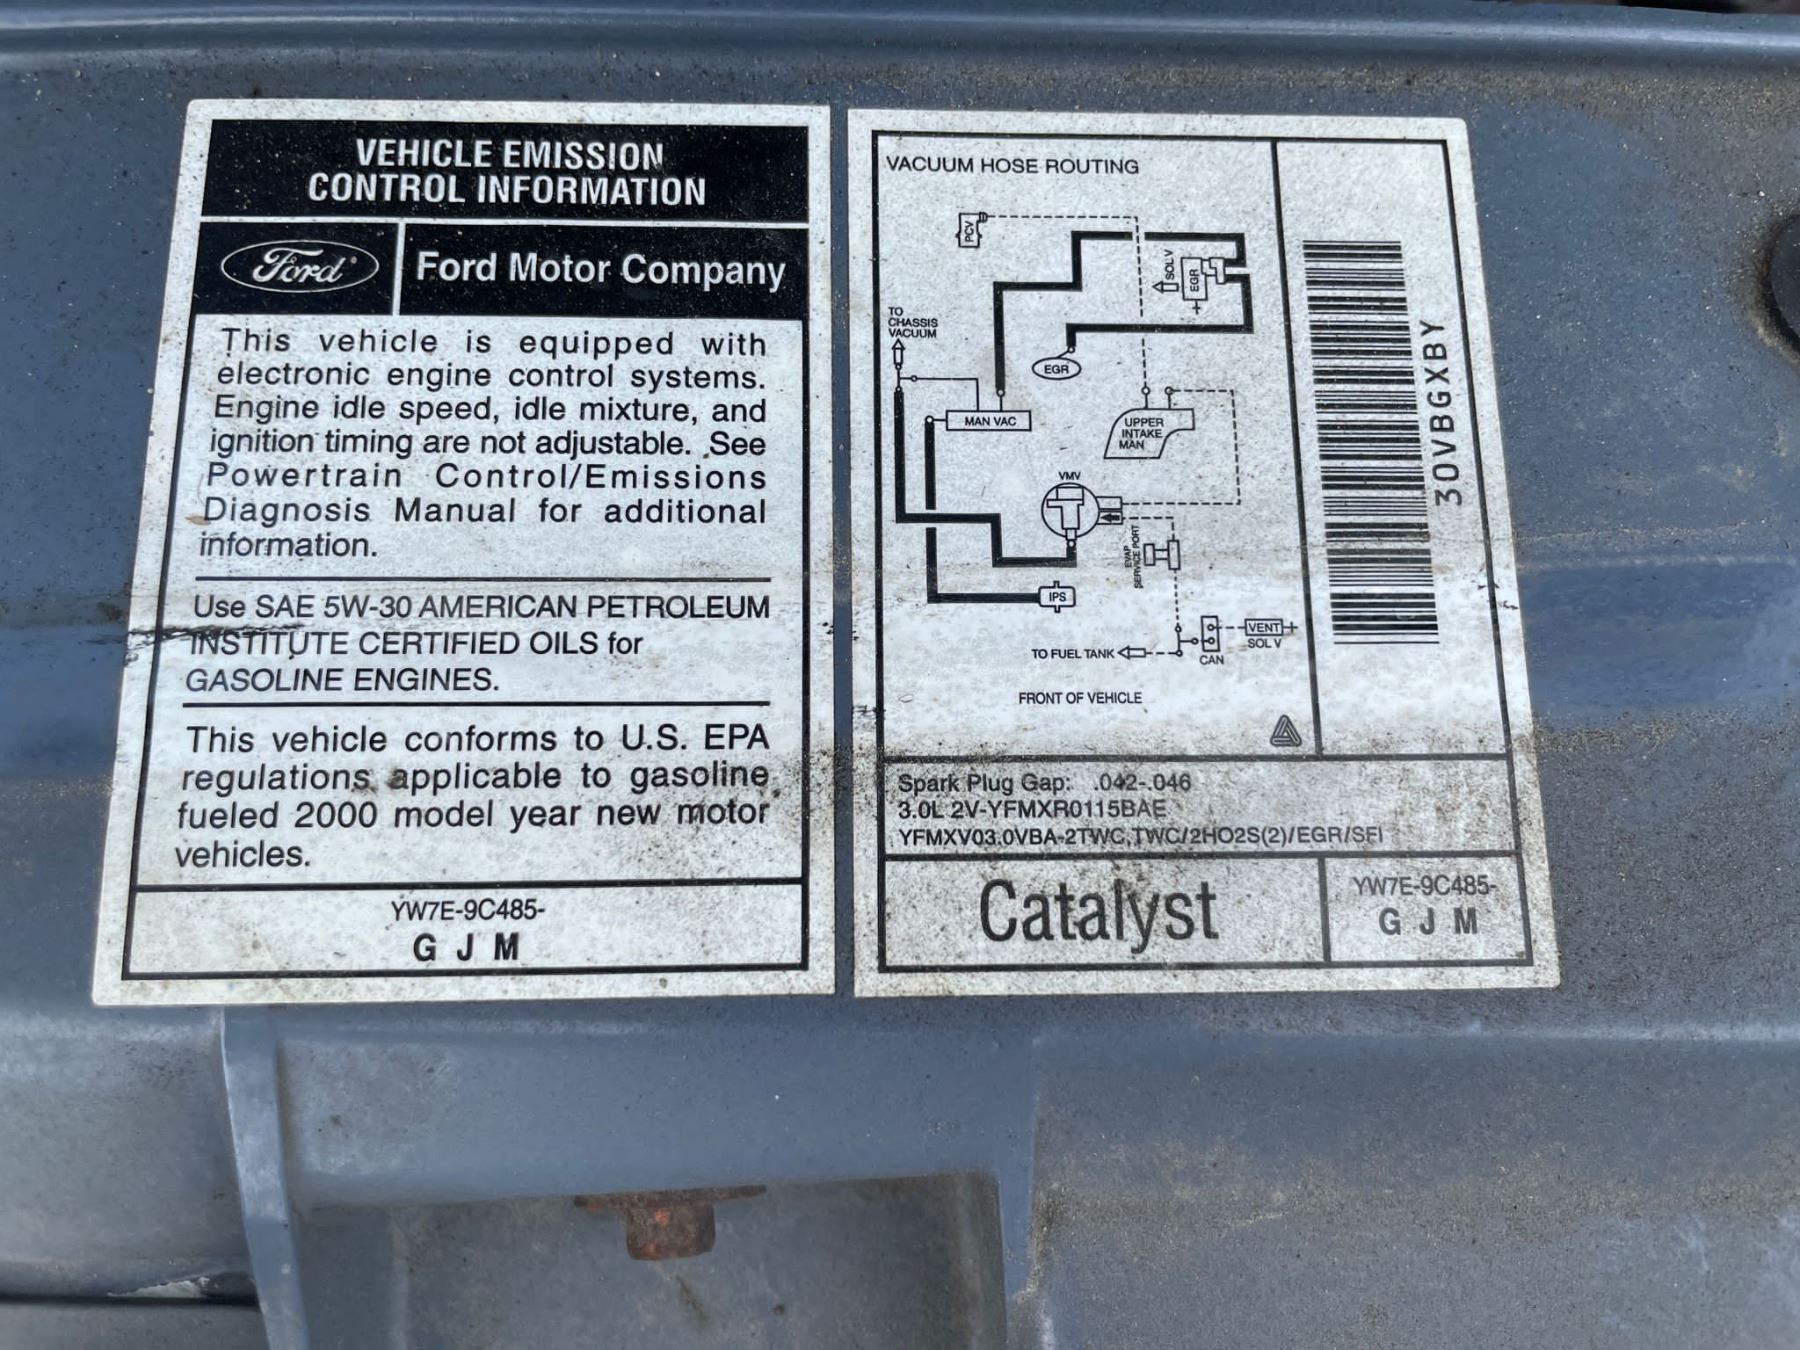 VEHICLE EMISSION
CONTROL INFORMATION
Ford
Ford Motor Company
This vehicle is equipped with
electronic engine control systems.
Engine idle speed, idle mixture, and
ignition timing are not adjustable. See
Powertrain Control/Emissions
Diagnosis Manual for additional
information.
Use SAE 5W-30 AMERICAN PETROLEUM
INSTITUTE CERTIFIED OILS for
GASOLINE ENGINES.
This vehicle conforms to U.S. EPA
regulations applicable to gasoline
fueled 2000 model year new motor
vehicles.
YW7E-9C485-
G J M
VACUUM HOSE ROUTING
PCV
SOL V
EGR
TO
CHASSIS
VACUUM
EGR
MAN VAC
UPPER
INTAKE
MAN
VMV
EVAP
SERVICE PORT
IPS
VENT
SOL V
TO FUEL TANK
CAN
FRONT OF VEHICLE
30VBGXBY
Spark Plug Gap: .042-.046
3.0L 2V-YFMXR0115BAE
YFMXV03.0VBA-2TWC,TWC/2HO2S(2)/EGR/SFI
Catalyst
YW7E-9C485-
G J M